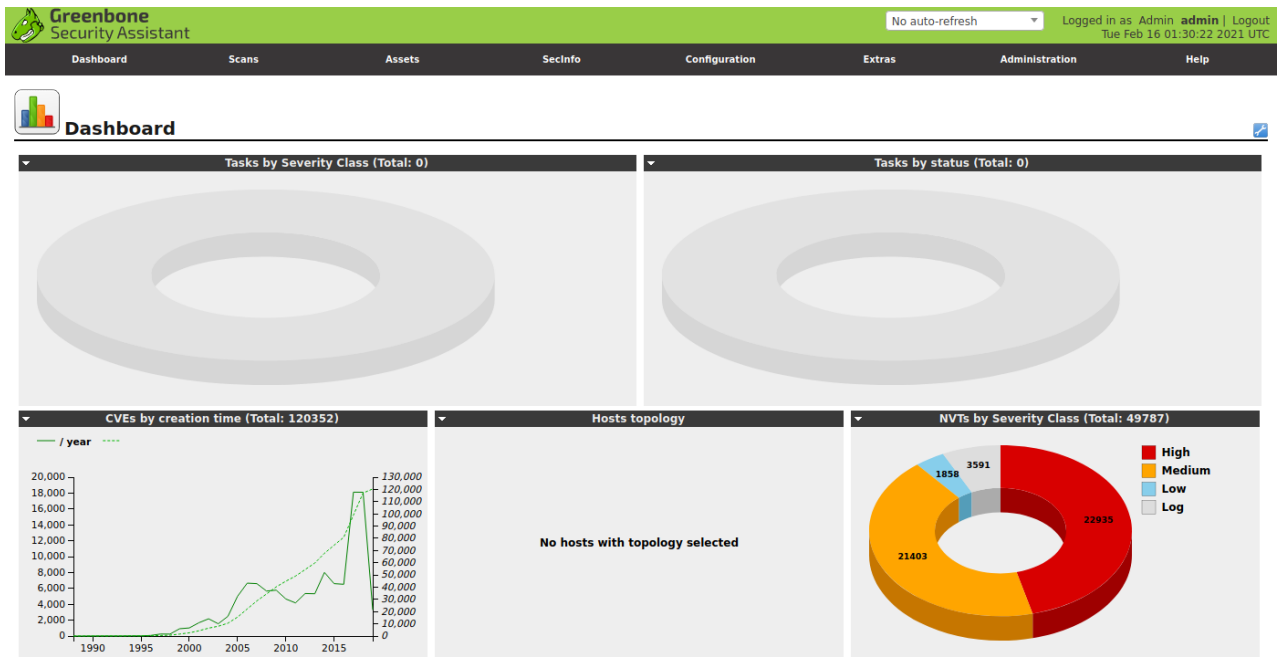 Greenbone
Security Assistant
No auto-refresh
Logged in as Admin admin | Logout
Tue Feb 16 01:30:22 2021 UTC
Dashboard Scans Assets SecInfo Configuration Extras Administration Help
Dashboard
Tasks by Severity Class (Total: 0)
Tasks by status (Total: 0)
CVEs by creation time (Total: 120352)
/ year
20,000
18,000
16,000
14,000
12,000
10,000
8,000
6,000
4,000
2,000
0
130,000
120,000
110,000
100,000
90,000
80,000
70,000
60,000
50,000
40,000
30,000
20,000
10,000
0
1990 1995 2000 2005 2010 2015
Hosts topology
No hosts with topology selected
NVTs by Severity Class (Total: 49787)
1858
3591
22935
21403
High
Medium
Low
Log